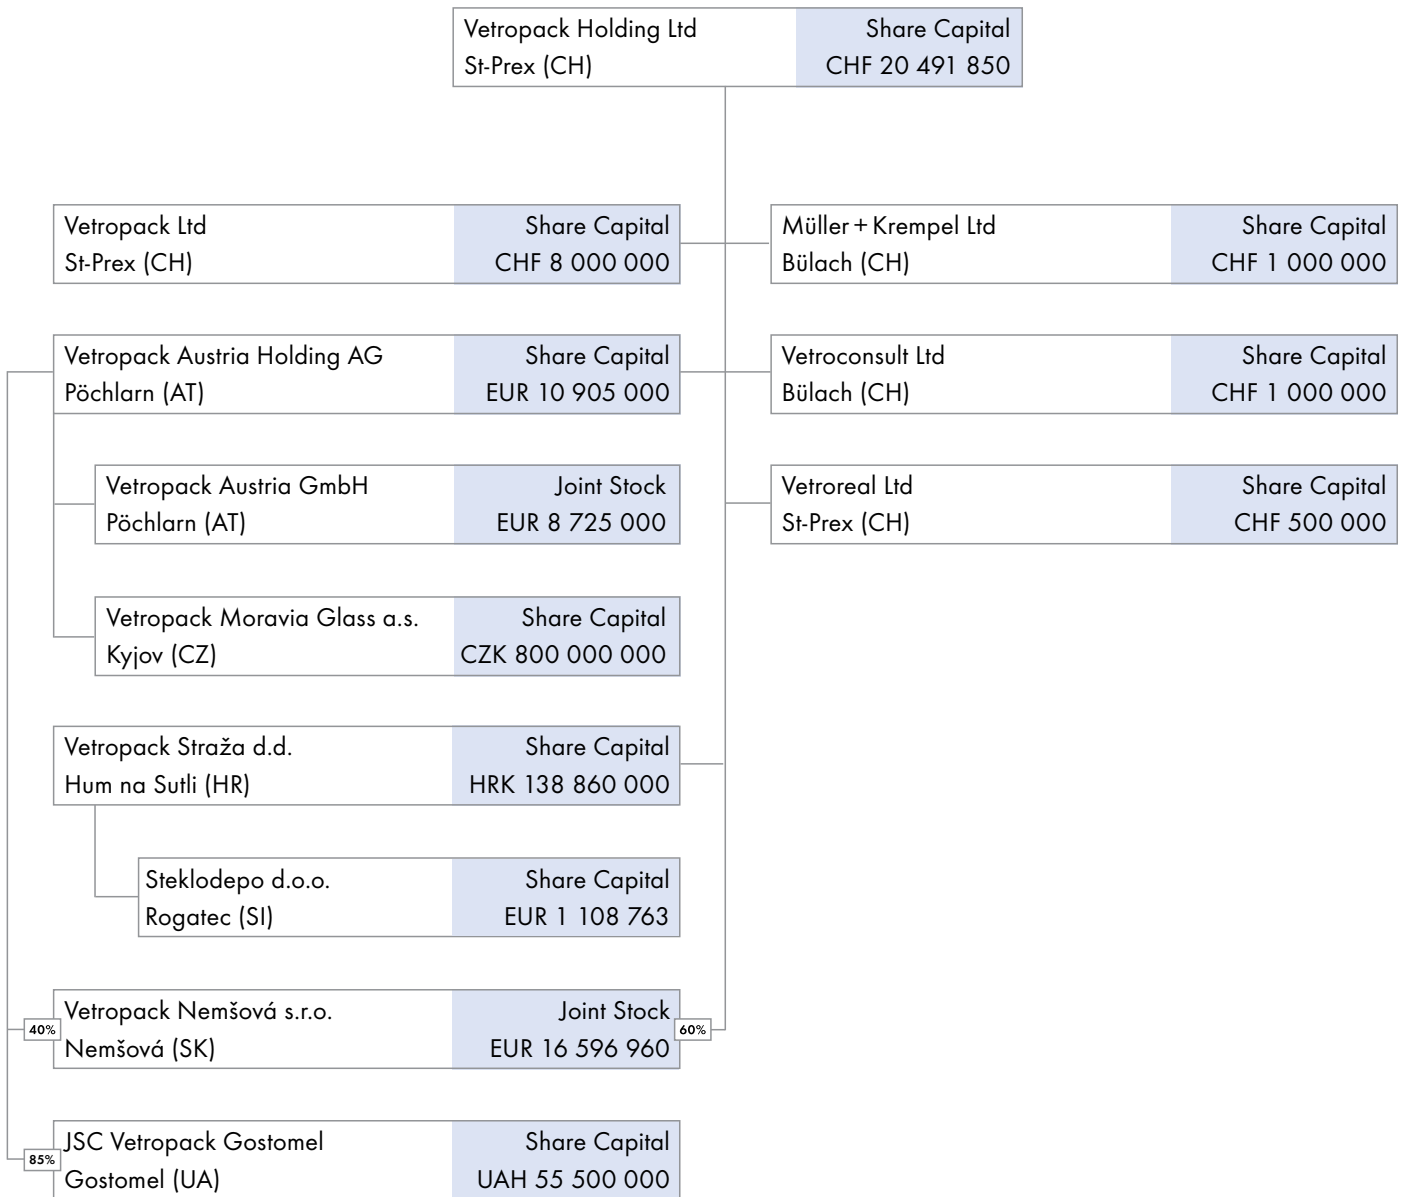 Vetropack Holding Ltd Share Capital
St-Prex (CH) CHF 20 491 850
Vetropack Ltd Share Capital
St-Prex (CH) CHF 8 000 000
Müller + Krempel Ltd Share Capital
Bülach (CH) CHF 1 000 000
Vetropack Austria Holding AG Share Capital
Pöchlarn (AT) EUR 10 905 000
Vetroconsult Ltd Share Capital
Bülach (CH) CHF 1 000 000
Vetropack Austria GmbH Joint Stock
Pöchlarn (AT) EUR 8 725 000
Vetroreal Ltd Share Capital
St-Prex (CH) CHF 500 000
Vetropack Moravia Glass a.s. Share Capital
Kyjov (CZ) CZK 800 000 000
Vetropack Straža d.d. Share Capital
Hum na Sutli (HR) HRK 138 860 000
Steklodepo d.o.o. Share Capital
Rogatec (SI) EUR 1 108 763
Vetropack Nemšová s.r.o. Joint Stock
40% 60%
Nemšová (SK) EUR 16 596 960
JSC Vetropack Gostomel Share Capital
85%
Gostomel (UA) UAH 55 500 000